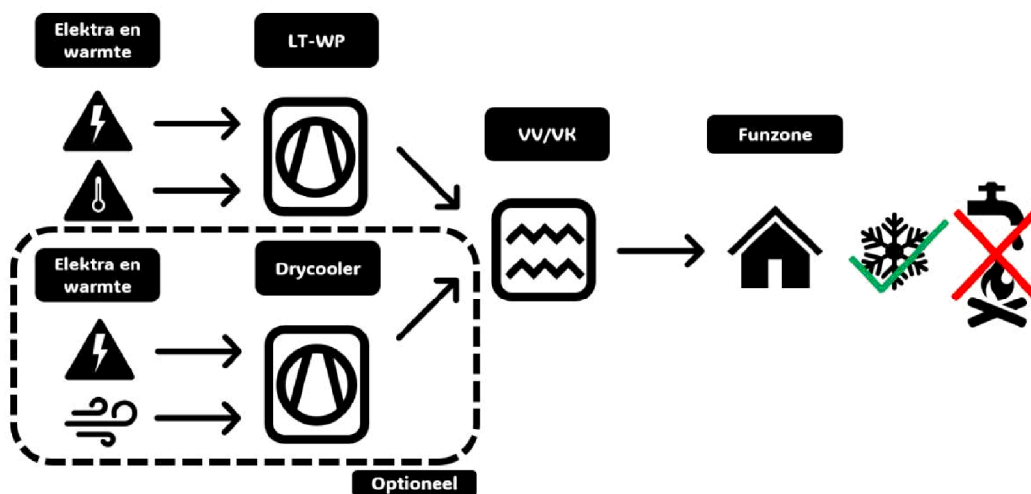 Elektra en
warmte
LT-WP
VV/VK
Funzone
Elektra en
warmte
Drycooler
Optioneel